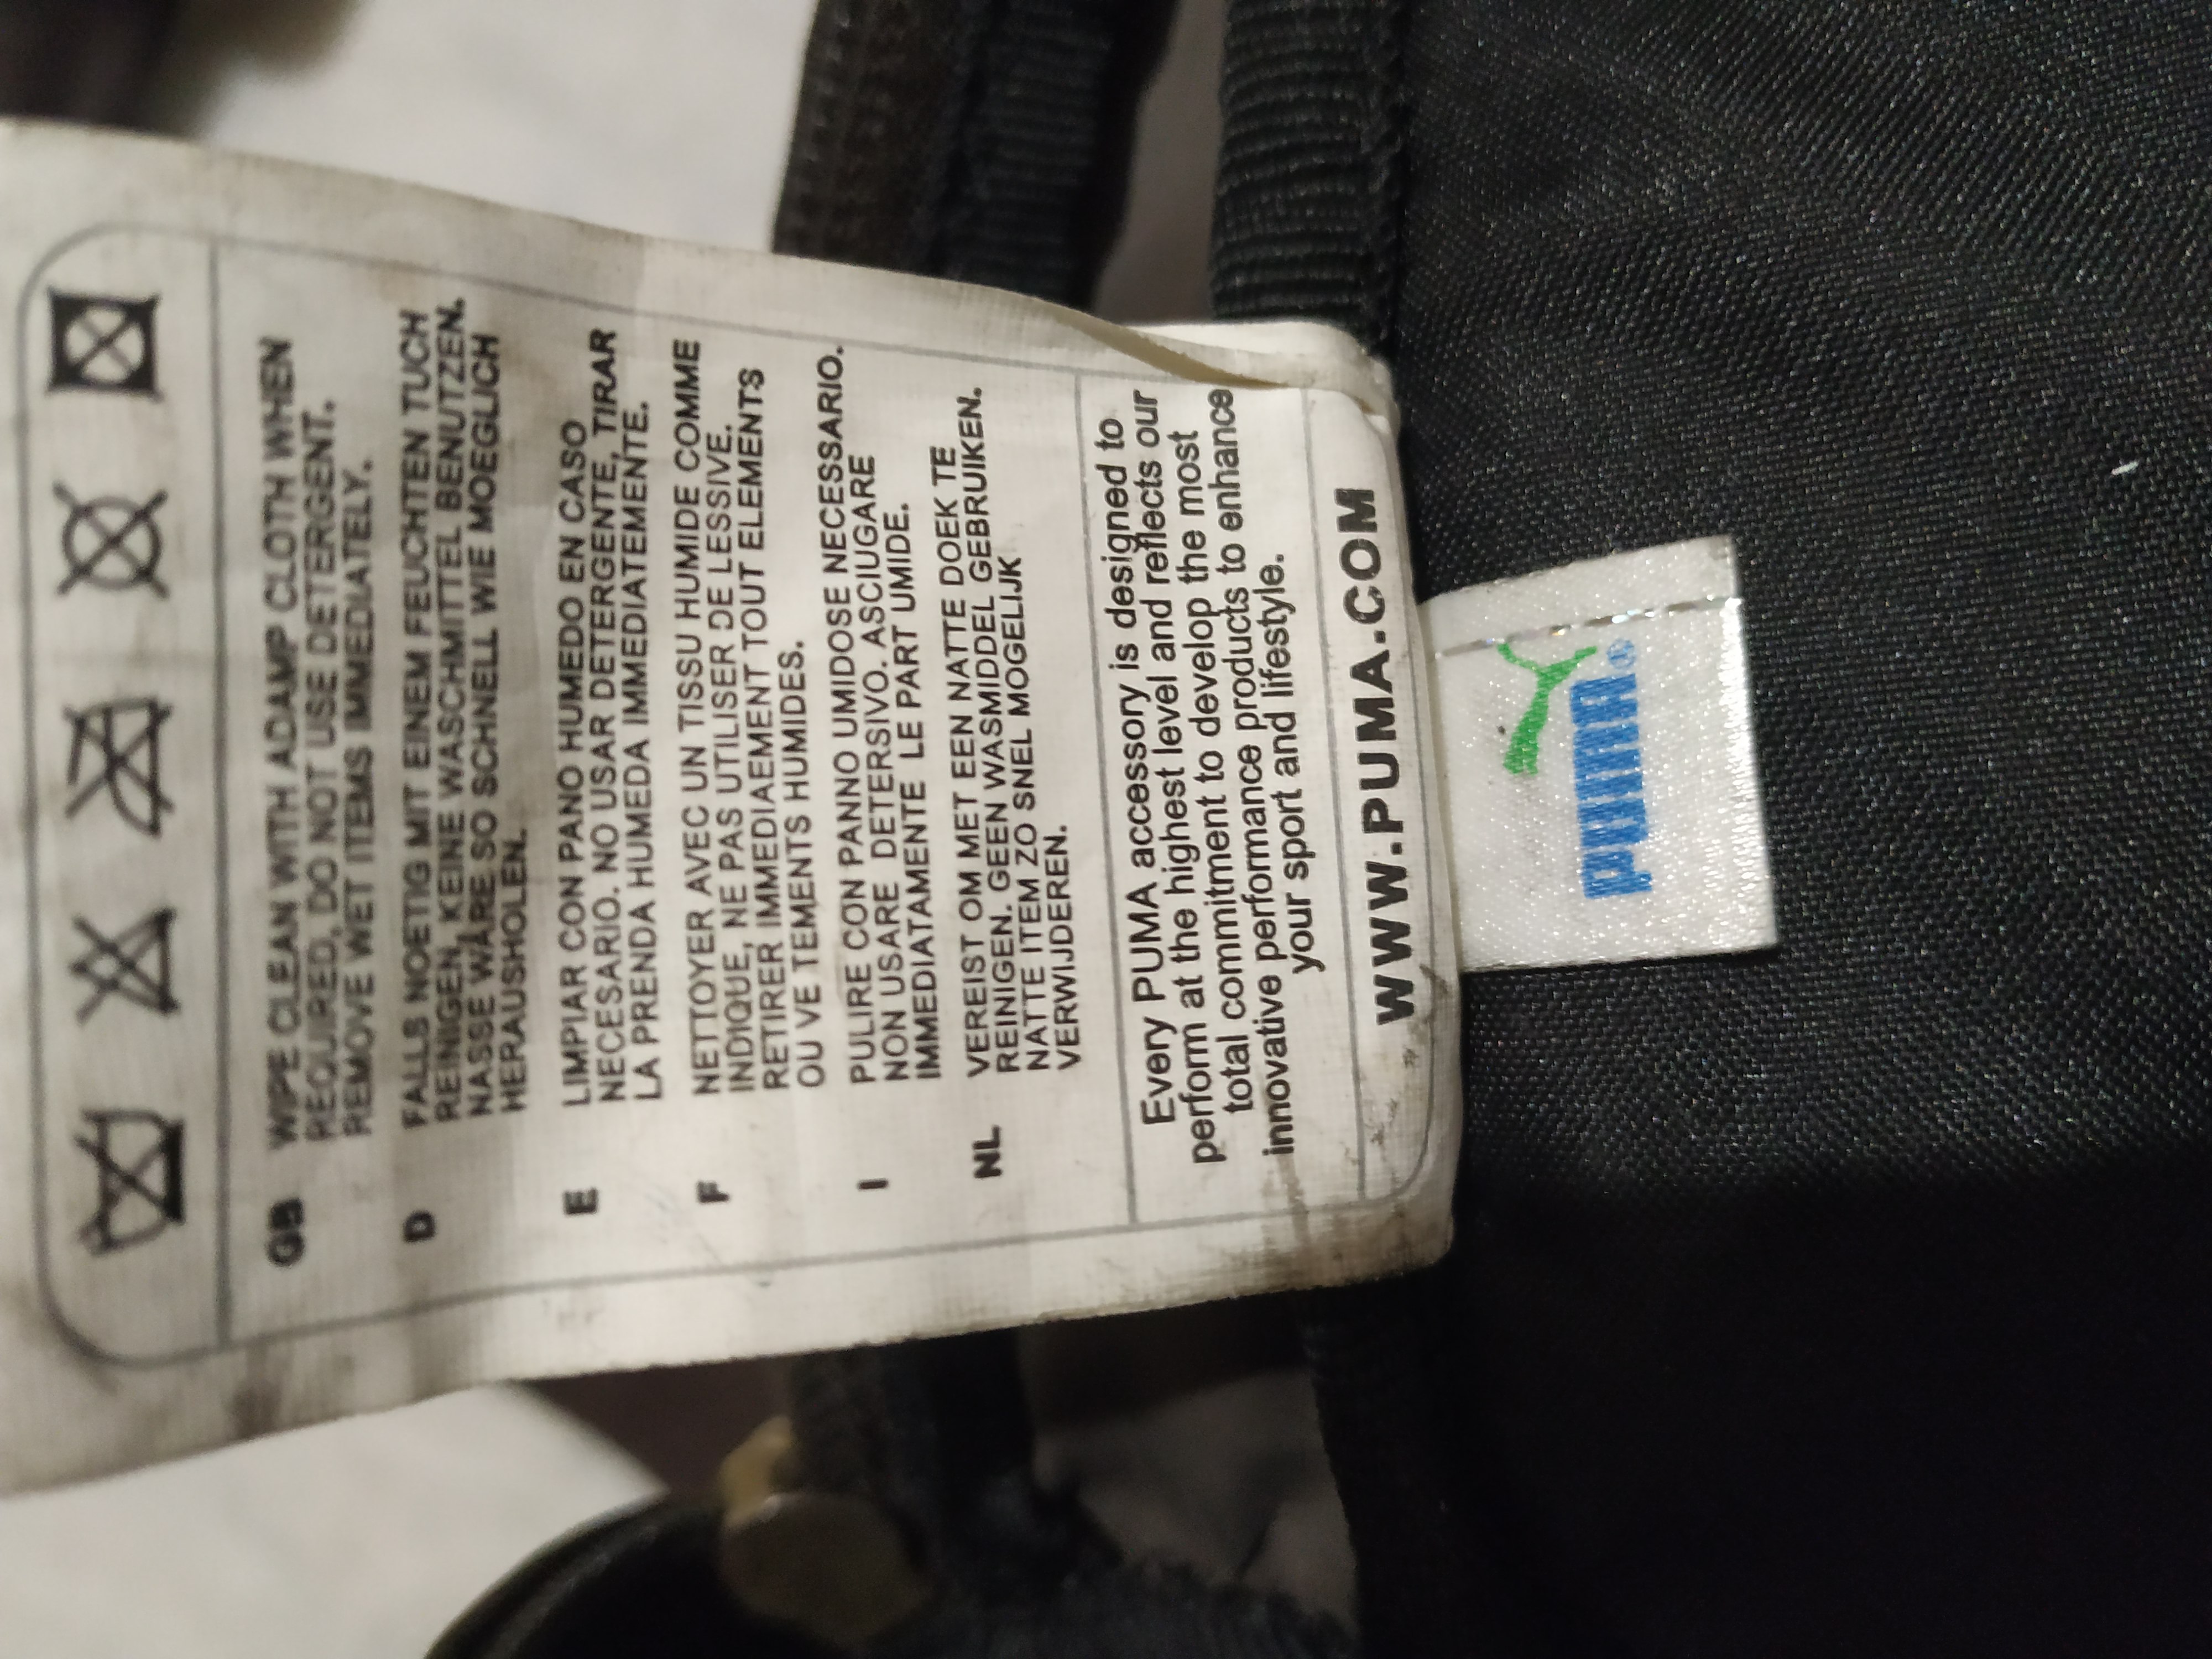 GB WIPE CLEAN WITH ADAMP CLOTH WHEN
REQUIRED, DO NOT USE DETERGENT.
REMOVE WET ITEMS IMMEDIATELY.
D FALLS NOETIG MIT EINEM FEUCHTEN TUCH
REINIGEN, KEINE WASCHMITTEL BENUTZEN.
NASSE WARE SO SCHNELL WIE MOEGLICH
HERAUSHOLEN.
E LIMPIAR CON PANO HUMEDO EN CASO
NECESARIO. NO USAR DETERGENTE, TIRAR
LA PRENDA HUMEDA IMMEDIATEMENTE.
F NETTOYER AVEC UN TISSU HUMIDE COMME
INDIQUE, NE PAS UTILISER DE LESSIVE.
RETIRER IMMEDIAEMENT TOUT ELEMENTS
OU VE TEMENTS HUMIDES.
I PULIRE CON PANNO UMIDOSE NECESSARIO.
NON USARE DETERSIVO. ASCIUGARE
IMMEDIATAMENTE LE PART UMIDE.
NL VEREIST OM MET EEN NATTE DOEK TE
REINIGEN. GEEN WASMIDDEL GEBRUIKEN.
NATTE ITEM ZO SNEL MOGELIJK
VERWIJDEREN.
Every PUMA accessory is designed to
perform at the highest level and reflects our
total commitment to develop the most
innovative performance products to enhance
your sport and lifestyle.
WWW.PUMA.COM
PUMA®